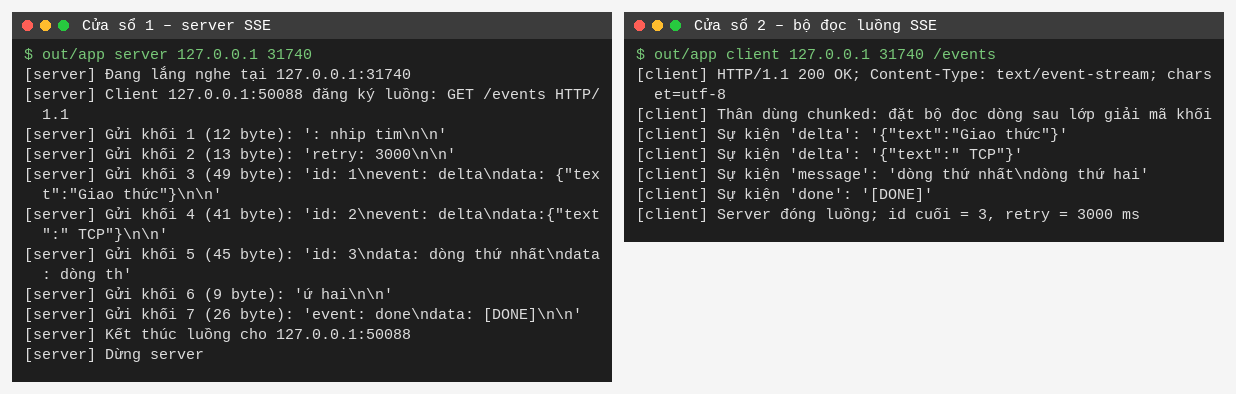 Cửa sổ 1 – server SSE
$ out/app server 127.0.0.1 31740
[server] Đang lắng nghe tại 127.0.0.1:31740
[server] Client 127.0.0.1:50088 đăng ký luồng: GET /events HTTP/
1.1
[server] Gửi khối 1 (12 byte): ': nhip tim\n\n'
[server] Gửi khối 2 (13 byte): 'retry: 3000\n\n'
[server] Gửi khối 3 (49 byte): 'id: 1\nevent: delta\ndata: {"tex
t":"Giao thức"}\n\n'
[server] Gửi khối 4 (41 byte): 'id: 2\nevent: delta\ndata:{"text
":" TCP"}\n\n'
[server] Gửi khối 5 (45 byte): 'id: 3\ndata: dòng thứ nhất\ndata
: dòng th'
[server] Gửi khối 6 (9 byte): 'ứ hai\n\n'
[server] Gửi khối 7 (26 byte): 'event: done\ndata: [DONE]\n\n'
[server] Kết thúc luồng cho 127.0.0.1:50088
[server] Dừng server
Cửa sổ 2 – bộ đọc luồng SSE
$ out/app client 127.0.0.1 31740 /events
[client] HTTP/1.1 200 OK; Content-Type: text/event-stream; chars
et=utf-8
[client] Thân dùng chunked: đặt bộ đọc dòng sau lớp giải mã khối
[client] Sự kiện 'delta': '{"text":"Giao thức"}'
[client] Sự kiện 'delta': '{"text":" TCP"}'
[client] Sự kiện 'message': 'dòng thứ nhất\ndòng thứ hai'
[client] Sự kiện 'done': '[DONE]'
[client] Server đóng luồng; id cuối = 3, retry = 3000 ms